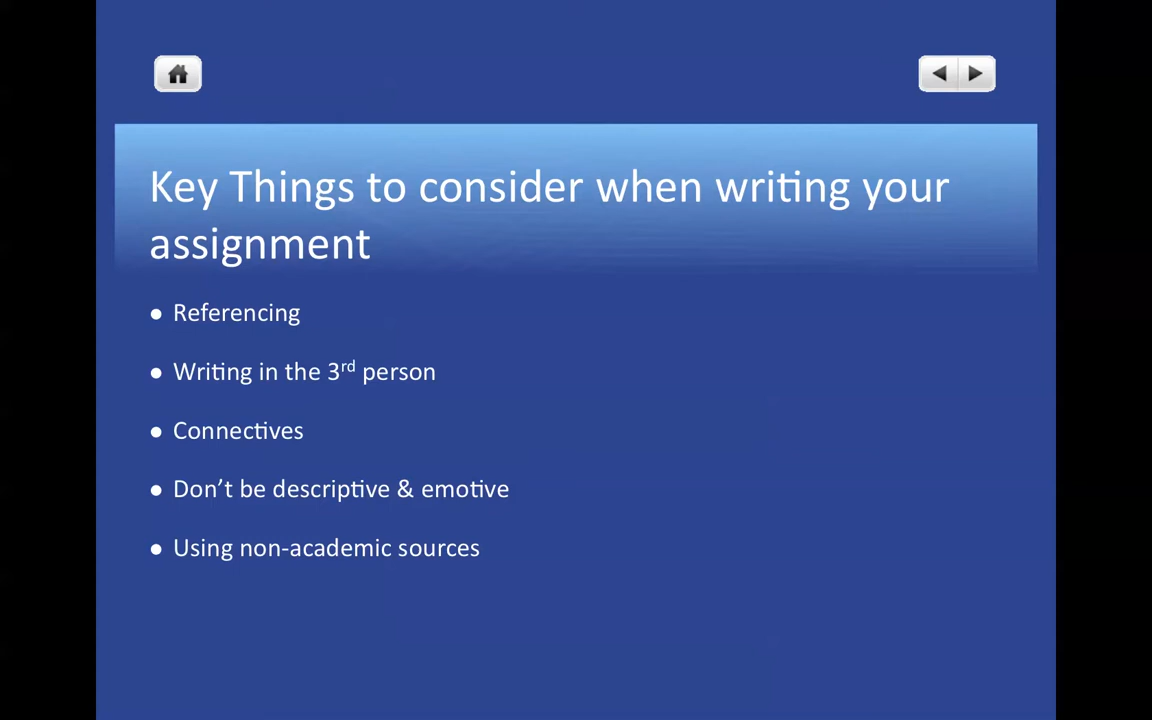 Key Things to consider when writing your
assignment
● Referencing
● Writing in the 3rd person
● Connectives
● Don’t be descriptive & emotive
● Using non-academic sources